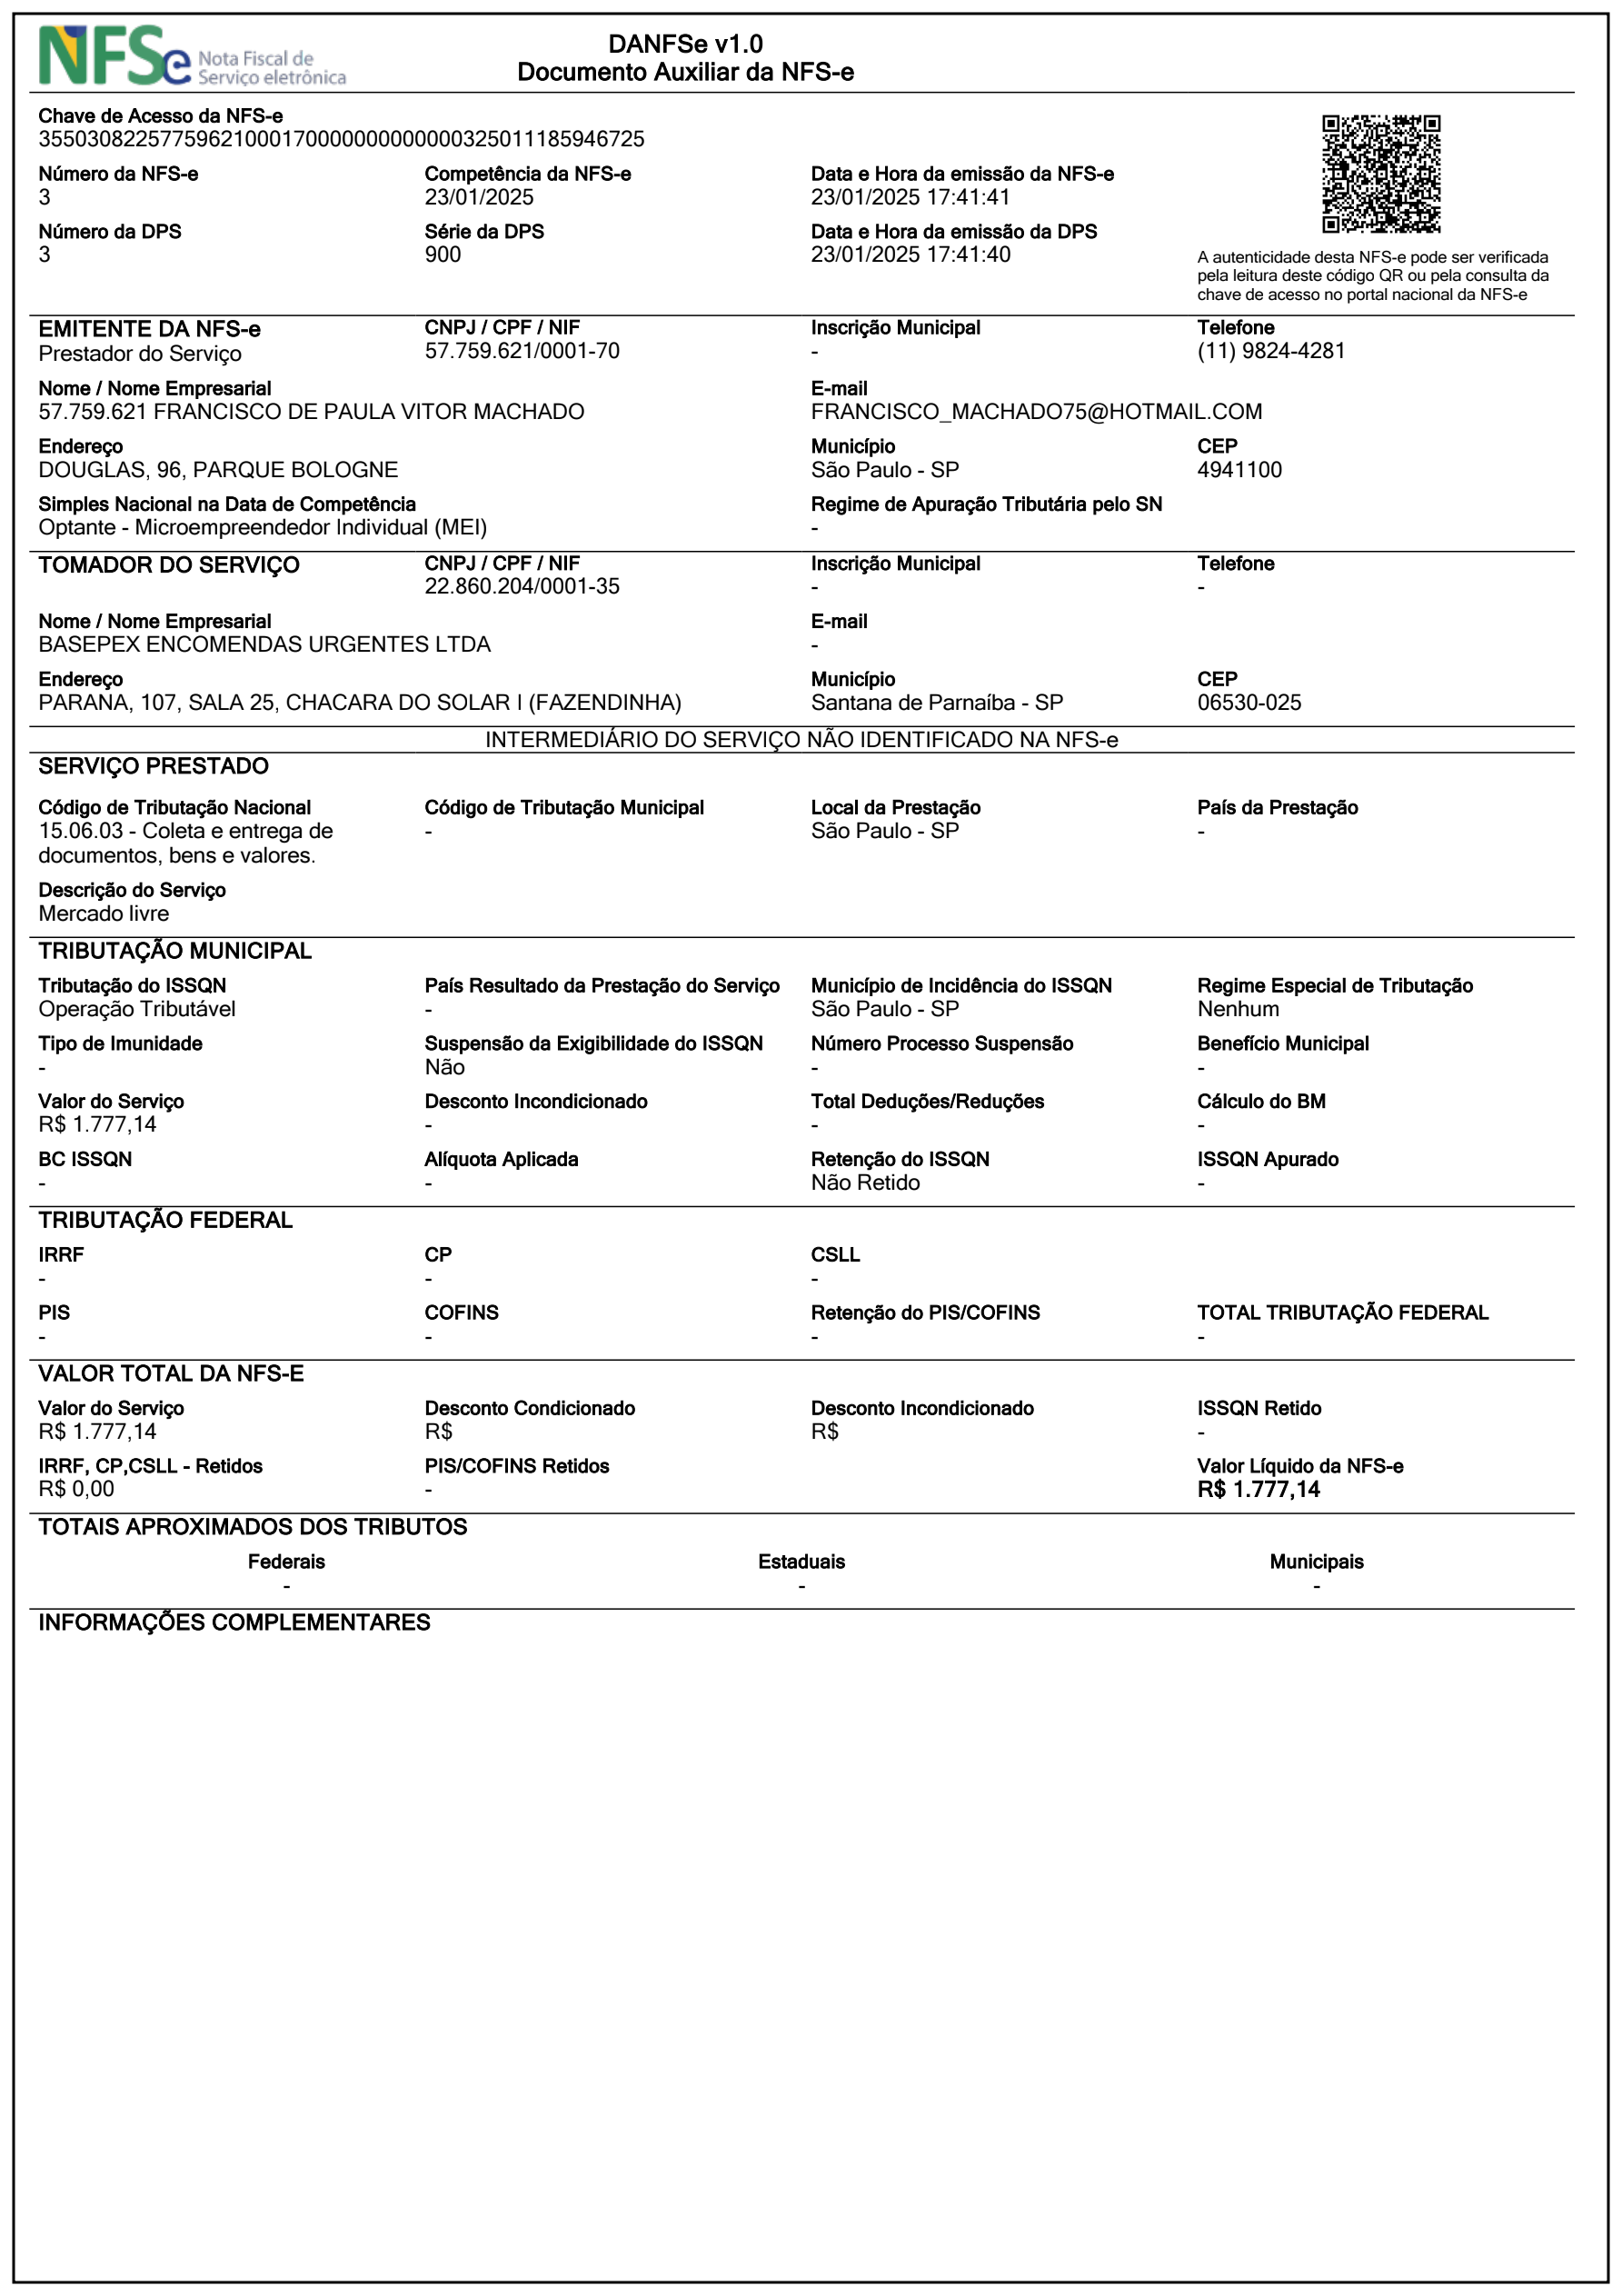 NFSe Nota Fiscal de
Serviço eletrônica
DANFSe v1.0
Documento Auxiliar da NFS-e
Chave de Acesso da NFS-e
35503082257759621000170000000000000325011185946725
Número da NFS-e Competência da NFS-e Data e Hora da emissão da NFS-e
3 23/01/2025 23/01/2025 17:41:41
Número da DPS Série da DPS Data e Hora da emissão da DPS
3 900 23/01/2025 17:41:40
A autenticidade desta NFS-e pode ser verificada
pela leitura deste código QR ou pela consulta da
chave de acesso no portal nacional da NFS-e
EMITENTE DA NFS-e CNPJ / CPF / NIF Inscrição Municipal Telefone
Prestador do Serviço 57.759.621/0001-70 - (11) 9824-4281
Nome / Nome Empresarial E-mail
57.759.621 FRANCISCO DE PAULA VITOR MACHADO FRANCISCO_MACHADO75@HOTMAIL.COM
Endereço Município CEP
DOUGLAS, 96, PARQUE BOLOGNE São Paulo - SP 4941100
Simples Nacional na Data de Competência Regime de Apuração Tributária pelo SN
Optante - Microempreendedor Individual (MEI) -
TOMADOR DO SERVIÇO CNPJ / CPF / NIF Inscrição Municipal Telefone
22.860.204/0001-35 - -
Nome / Nome Empresarial E-mail
BASEPEX ENCOMENDAS URGENTES LTDA -
Endereço Município CEP
PARANA, 107, SALA 25, CHACARA DO SOLAR I (FAZENDINHA) Santana de Parnaíba - SP 06530-025
INTERMEDIÁRIO DO SERVIÇO NÃO IDENTIFICADO NA NFS-e
SERVIÇO PRESTADO
Código de Tributação Nacional Código de Tributação Municipal Local da Prestação País da Prestação
15.06.03 - Coleta e entrega de - São Paulo - SP -
documentos, bens e valores.
Descrição do Serviço
Mercado livre
TRIBUTAÇÃO MUNICIPAL
Tributação do ISSQN País Resultado da Prestação do Serviço Município de Incidência do ISSQN Regime Especial de Tributação
Operação Tributável - São Paulo - SP Nenhum
Tipo de Imunidade Suspensão da Exigibilidade do ISSQN Número Processo Suspensão Benefício Municipal
- Não - -
Valor do Serviço Desconto Incondicionado Total Deduções/Reduções Cálculo do BM
R$ 1.777,14 - - -
BC ISSQN Alíquota Aplicada Retenção do ISSQN ISSQN Apurado
- - Não Retido -
TRIBUTAÇÃO FEDERAL
IRRF CP CSLL
- - -
PIS COFINS Retenção do PIS/COFINS TOTAL TRIBUTAÇÃO FEDERAL
- - - -
VALOR TOTAL DA NFS-E
Valor do Serviço Desconto Condicionado Desconto Incondicionado ISSQN Retido
R$ 1.777,14 R$ R$ -
IRRF, CP,CSLL - Retidos PIS/COFINS Retidos Valor Líquido da NFS-e
R$ 0,00 - R$ 1.777,14
TOTAIS APROXIMADOS DOS TRIBUTOS
Federais Estaduais Municipais
- - -
INFORMAÇÕES COMPLEMENTARES